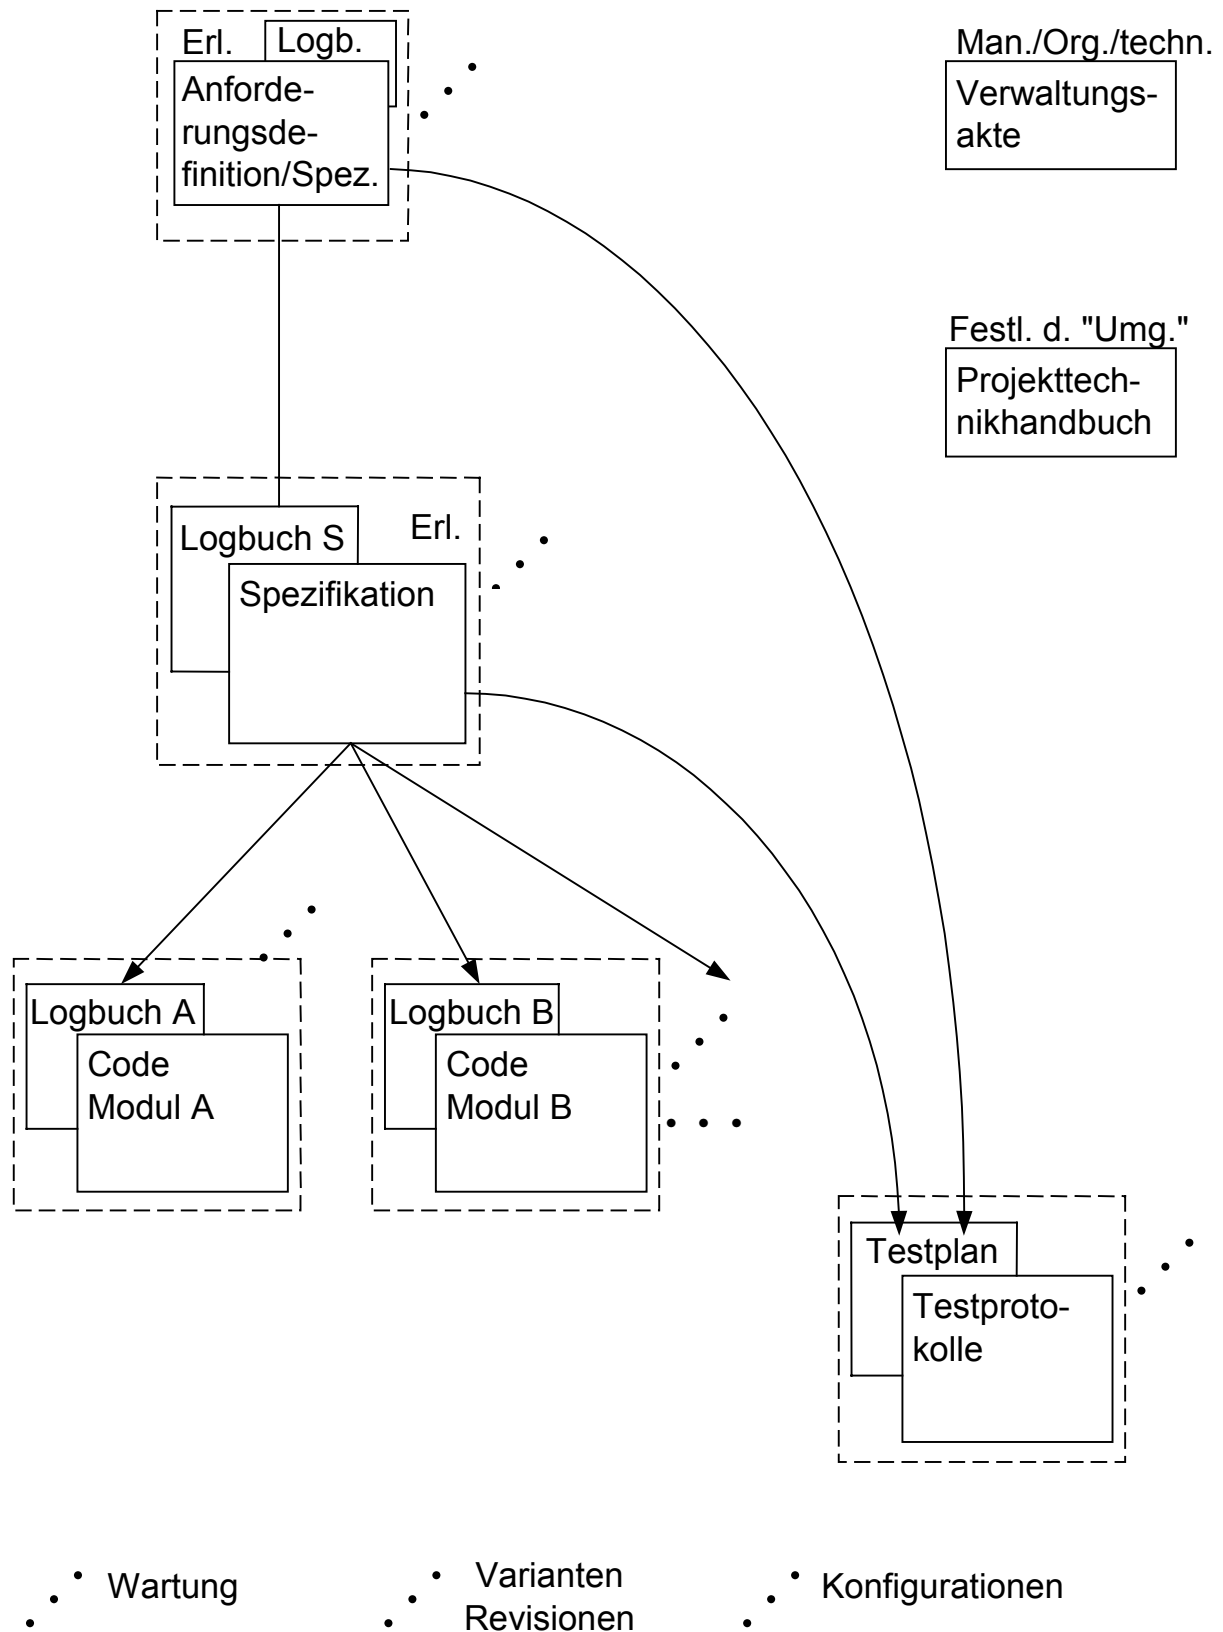 Erl.
Logb.
Anforde-
rungsde-
finition/Spez.
Man./Org./techn.
Verwaltungs-
akte
Festl. d. "Umg."
Projekttech-
nikhandbuch
Logbuch S
Erl.
Spezifikation
Logbuch A
Code
Modul A
Logbuch B
Code
Modul B
Testplan
Testproto-
kolle
Wartung
Varianten
Revisionen
Konfigurationen